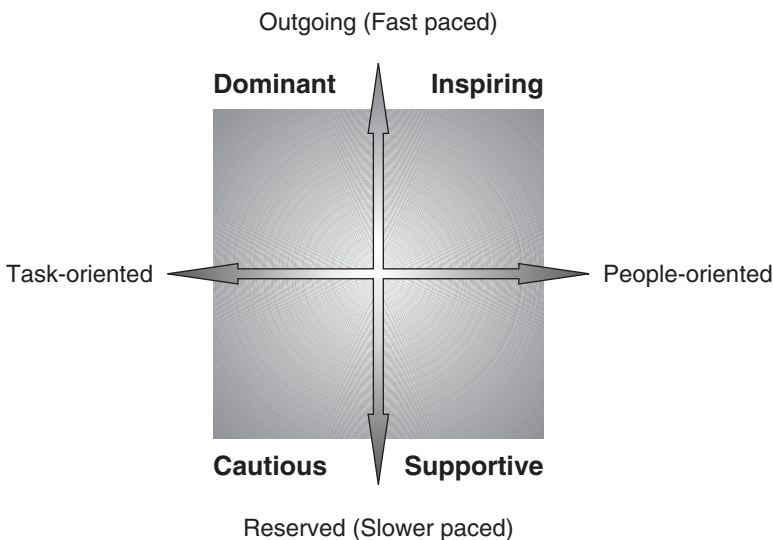 Outgoing (Fast paced)
Dominant Inspiring
Task-oriented People-oriented
Cautious Supportive
Reserved (Slower paced)